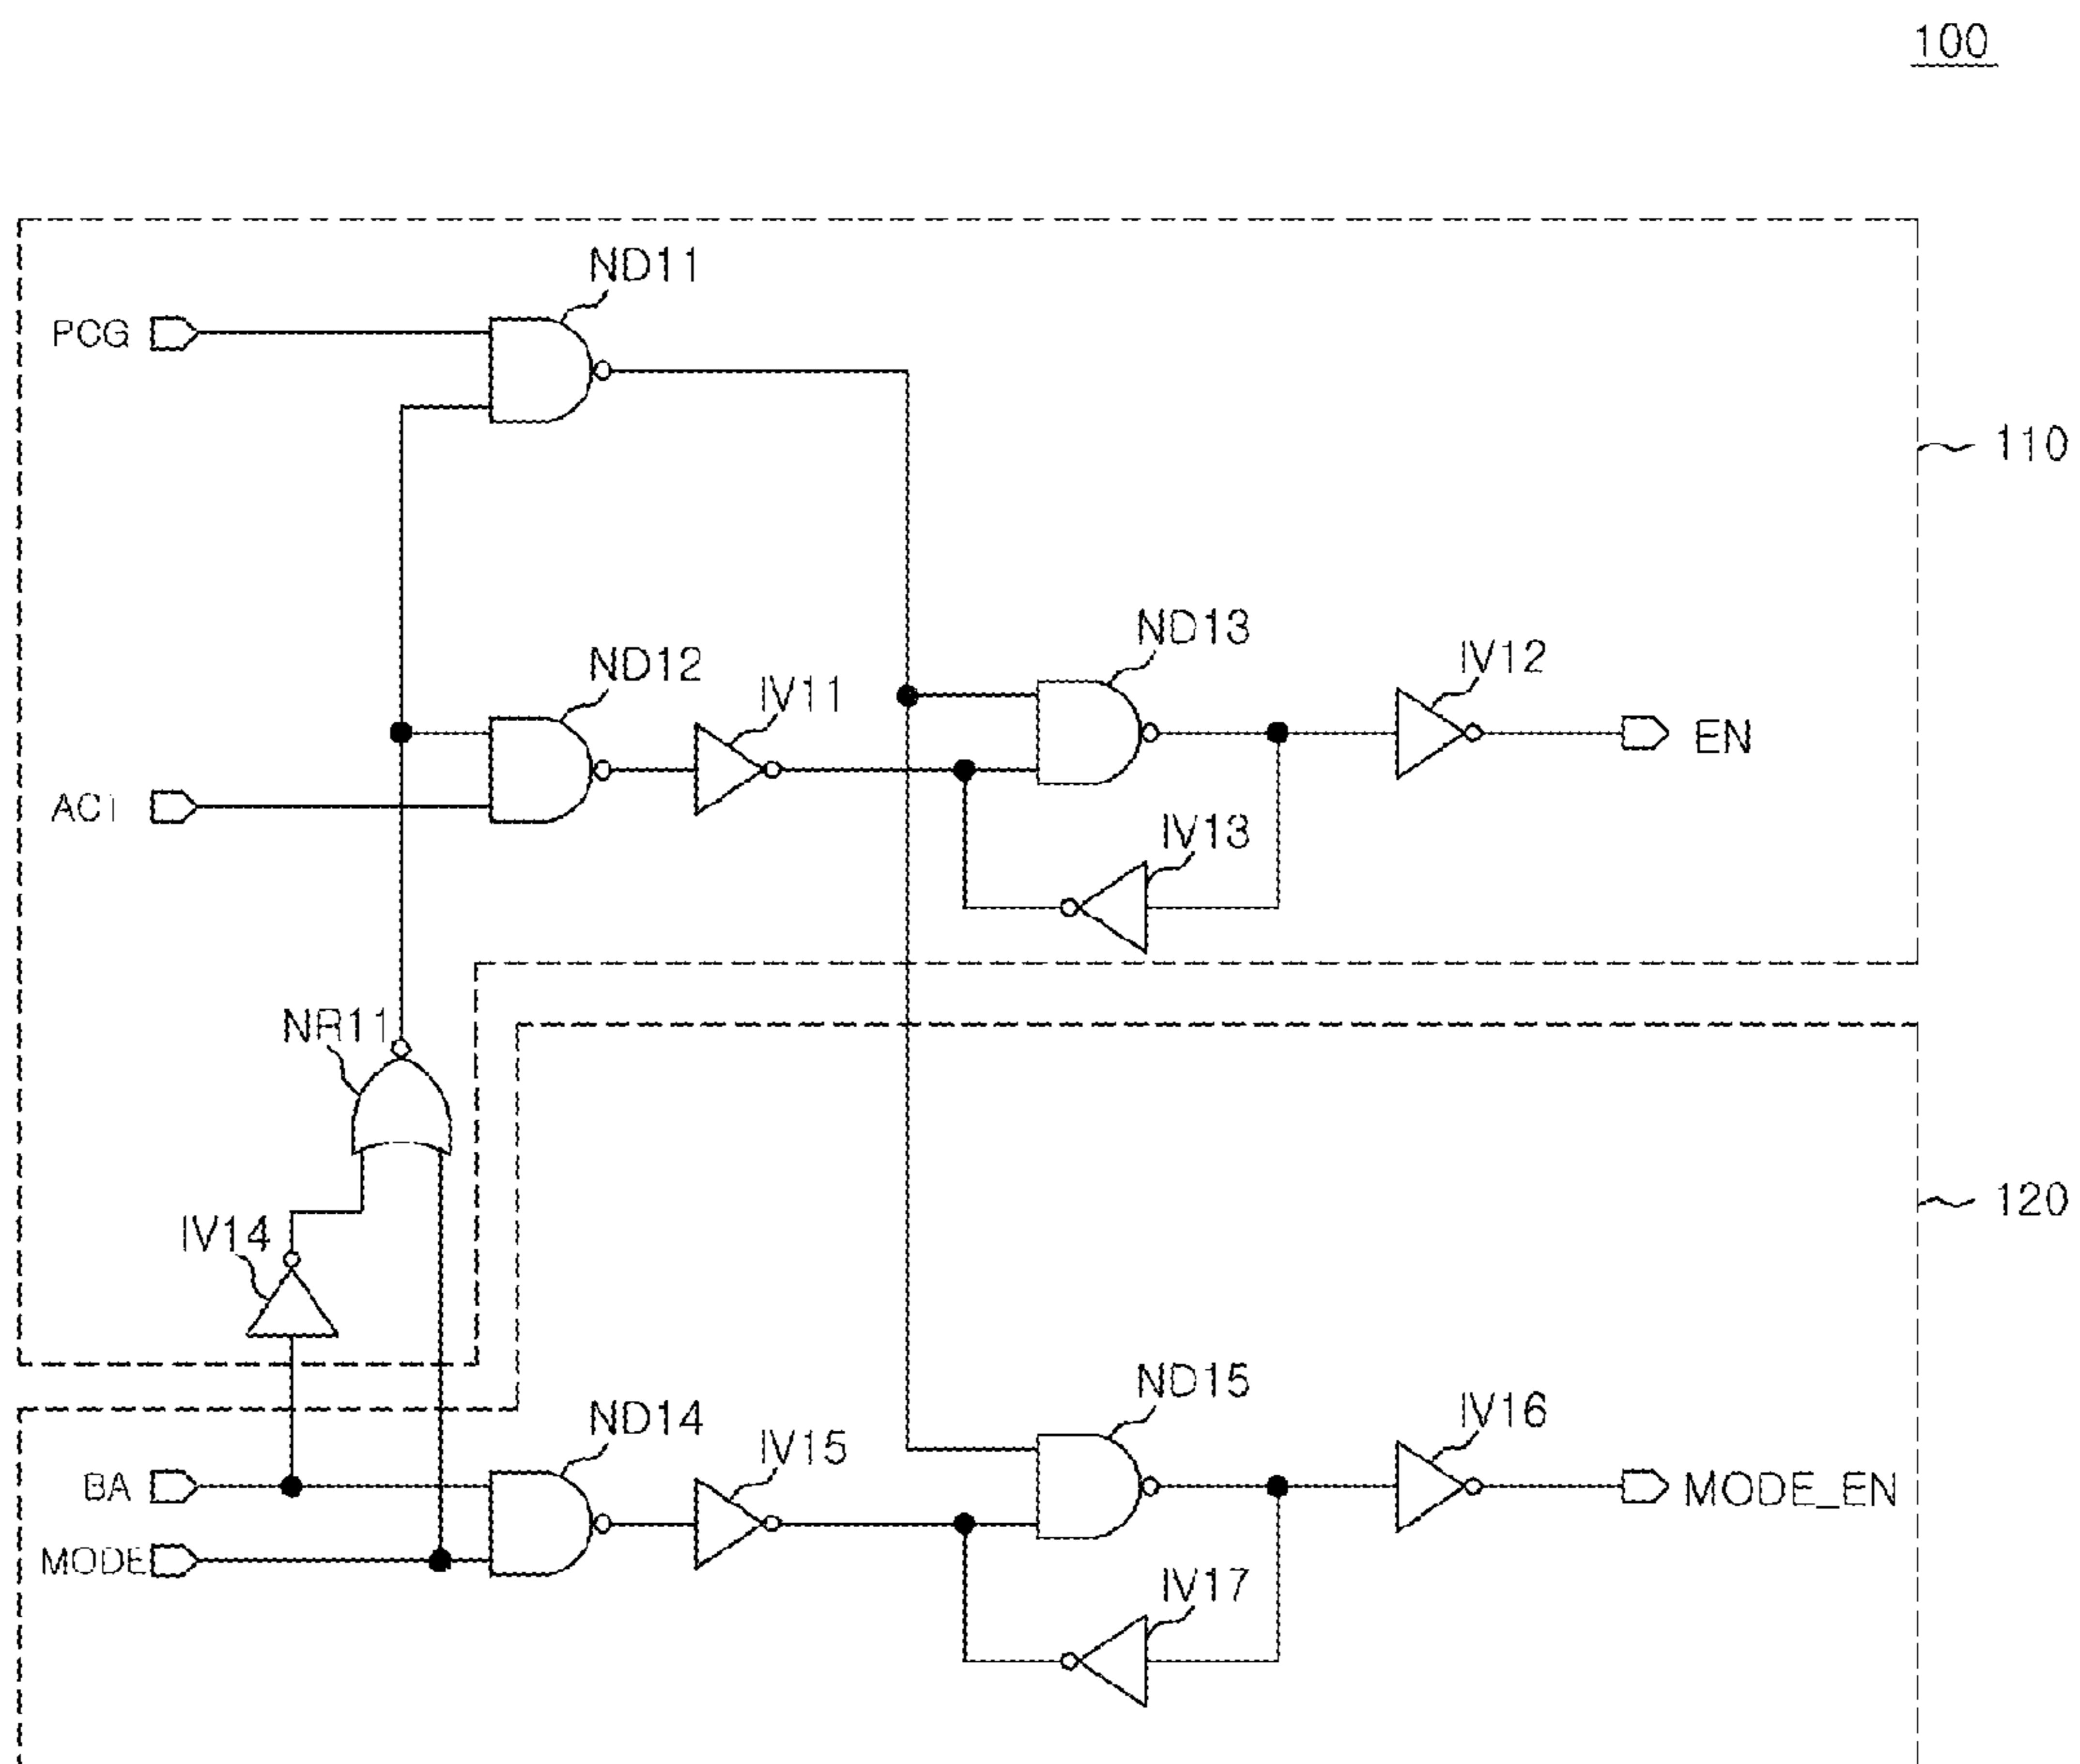 100
ND11
PCG
110
ND13
IV12
ND12
IV11
EN
ACT
IV13
NR11
120
IV14
ND15
IV16
ND14
IV15
BA
MODE_EN
MODE
IV17